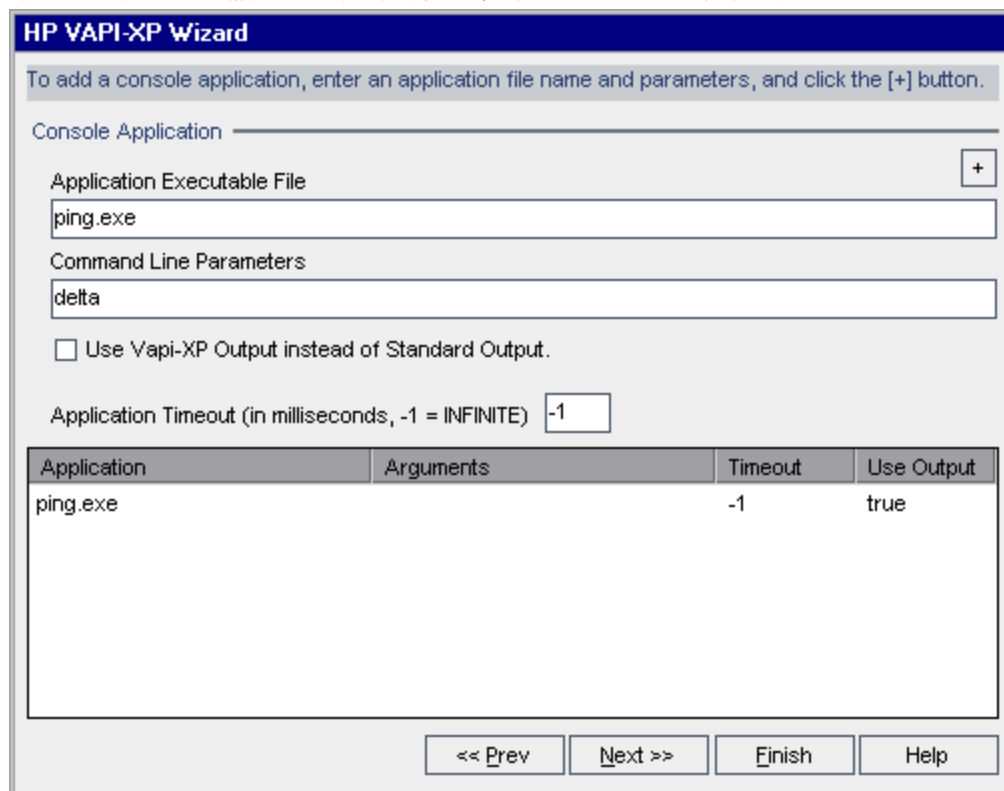 HP VAPI-XP Wizard
To add a console application, enter an application file name and parameters, and click the [+] button.
Console Application
+
Application Executable File
ping.exe
Command Line Parameters
delta
Use Vapi-XP Output instead of Standard Output.
Application Timeout (in milliseconds, -1 = INFINITE) -1
Application Arguments Timeout Use Output
ping.exe -1 true
<< Prev Next >> Finish Help